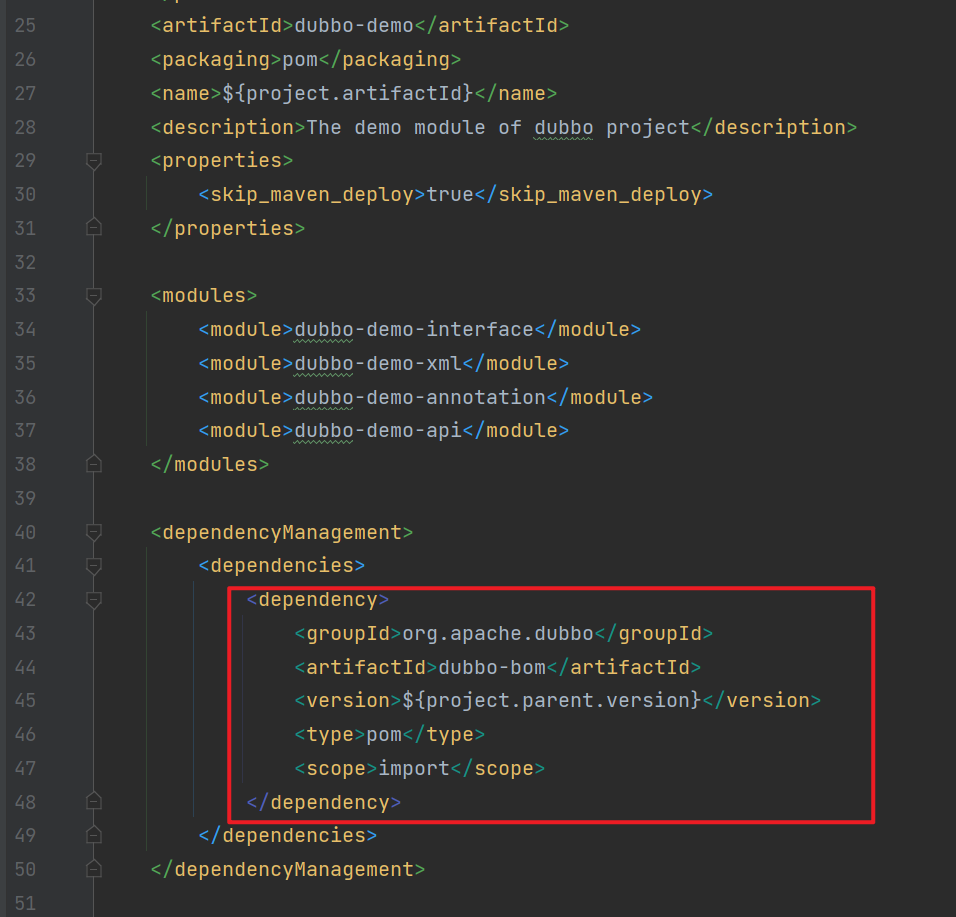 25 <artifactId>dubbo-demo</artifactId>
26 <packaging>pom</packaging>
27 <name>${project.artifactId}</name>
28 <description>The demo module of dubbo project</description>
29 <properties>
30 <skip_maven_deploy>true</skip_maven_deploy>
31 </properties>
32
33 <modules>
34 <module>dubbo-demo-interface</module>
35 <module>dubbo-demo-xml</module>
36 <module>dubbo-demo-annotation</module>
37 <module>dubbo-demo-api</module>
38 </modules>
39
40 <dependencyManagement>
41 <dependencies>
42 <dependency>
43 <groupId>org.apache.dubbo</groupId>
44 <artifactId>dubbo-bom</artifactId>
45 <version>${project.parent.version}</version>
46 <type>pom</type>
47 <scope>import</scope>
48 </dependency>
49 </dependencies>
50 </dependencyManagement>
51